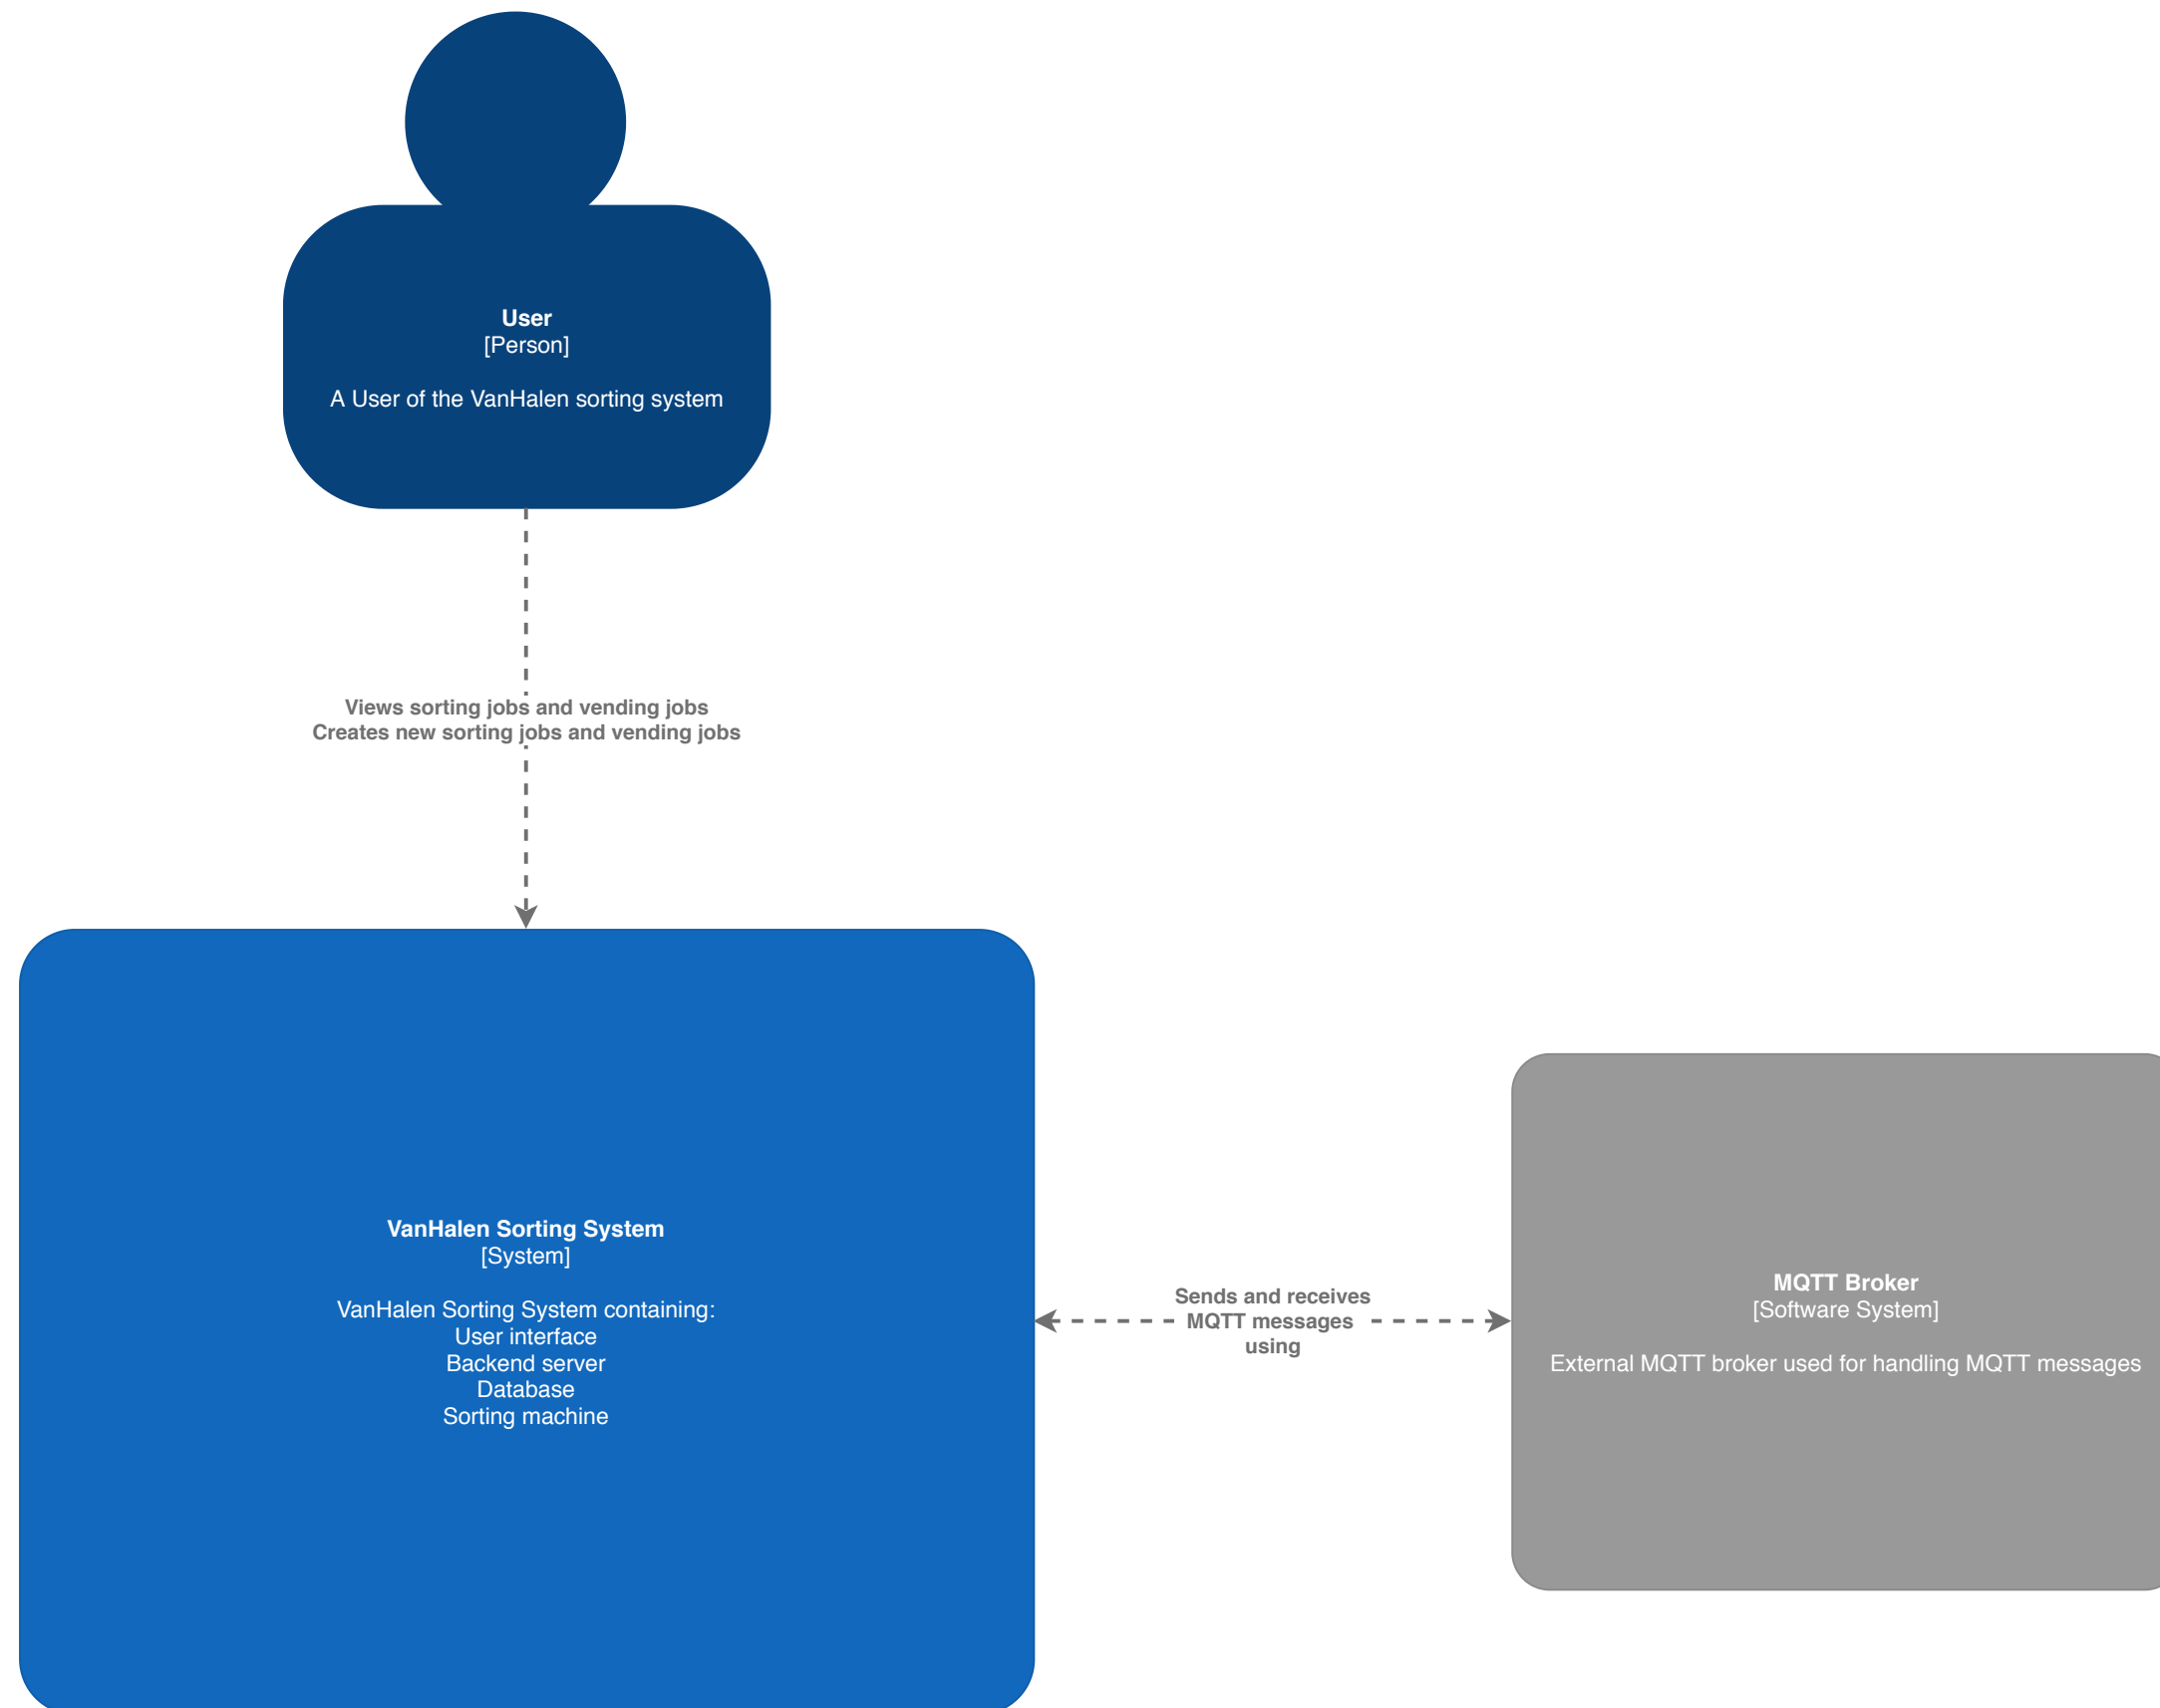 User
[Person]
A User of the VanHalen sorting system
Views sorting jobs and vending jobs
Creates new sorting jobs and vending jobs
VanHalen Sorting System
[System]
VanHalen Sorting System containing:
User interface
Backend server
Database
Sorting machine
Sends and receives
MQTT messages
using
MQTT Broker
[Software System]
External MQTT broker used for handling MQTT messages